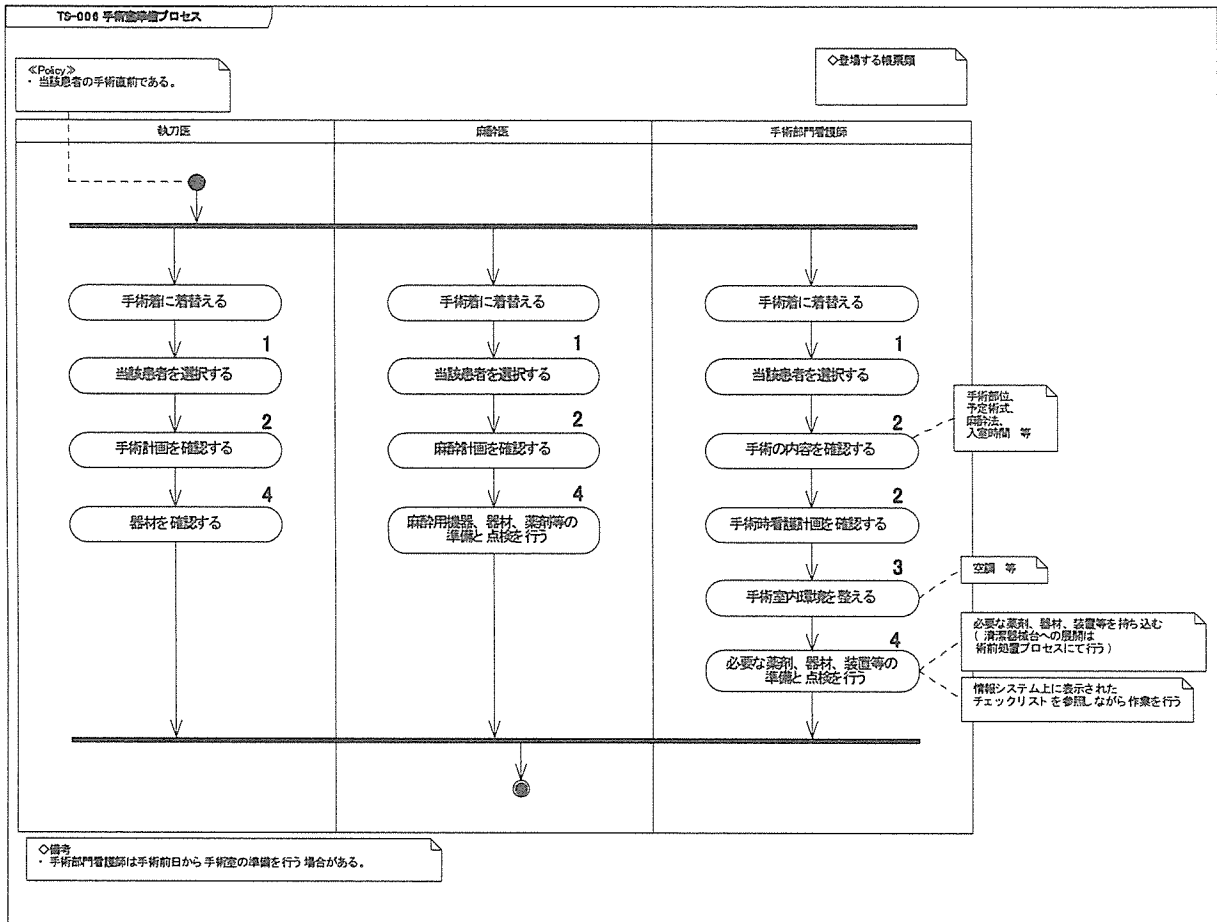 TS-006 手術室準備プロセス
≪Policy≫
・ 当該患者の手術直前である。
◇登場する帳票類
執刀医
麻酔医
手術部門看護師
手術着に着替える
手術着に着替える
手術着に着替える
1
当該患者を選択する
1
当該患者を選択する
1
当該患者を選択する
2
手術計画を確認する
2
麻酔計画を確認する
2
手術の内容を確認する
手術部位、
予定術式、
麻酔法、
入室時間 等
4
器材を確認する
4
麻酔用機器、器材、薬剤等の
準備と点検を行う
2
手術時看護計画を確認する
3
手術室内環境を整える
空調 等
4
必要な薬剤、器材、装置等の
準備と点検を行う
必要な薬剤、器材、装置等を持ち込む
( 清潔器械台への展開は
術前処置プロセスにて行う )
情報システム上に表示された
チェックリストを参照しながら作業を行う
◇備考
・ 手術部門看護師は手術前日から手術室の準備を行う場合がある。